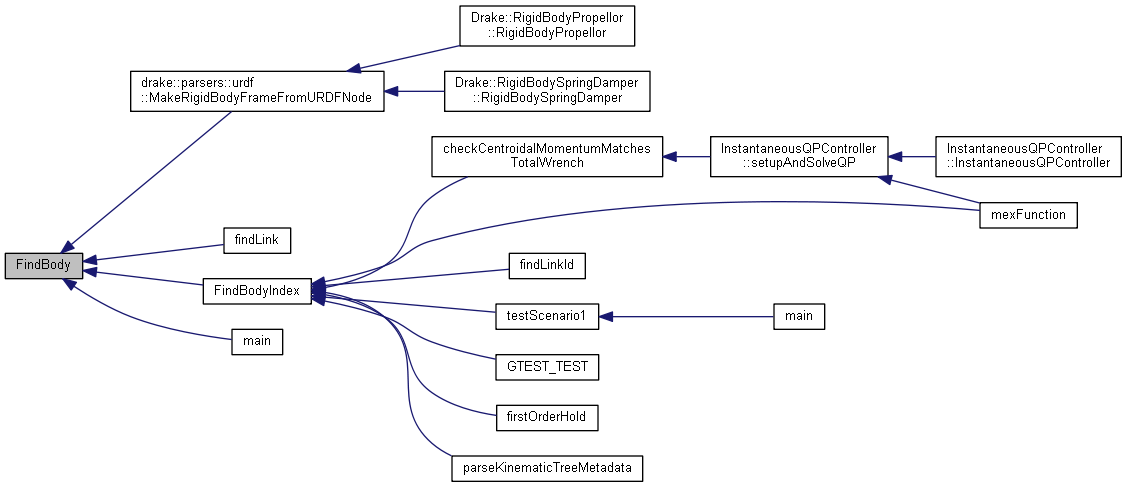 Drake::RigidBodyPropellor
::RigidBodyPropellor
drake::parsers::urdf
::MakeRigidBodyFrameFromURDFNode
Drake::RigidBodySpringDamper
::RigidBodySpringDamper
checkCentroidalMomentumMatches
TotalWrench
InstantaneousQPController
::setupAndSolveQP
InstantaneousQPController
::InstantaneousQPController
mexFunction
findLink
FindBody
findLinkId
FindBodyIndex
testScenario1
main
main
GTEST_TEST
firstOrderHold
parseKinematicTreeMetadata